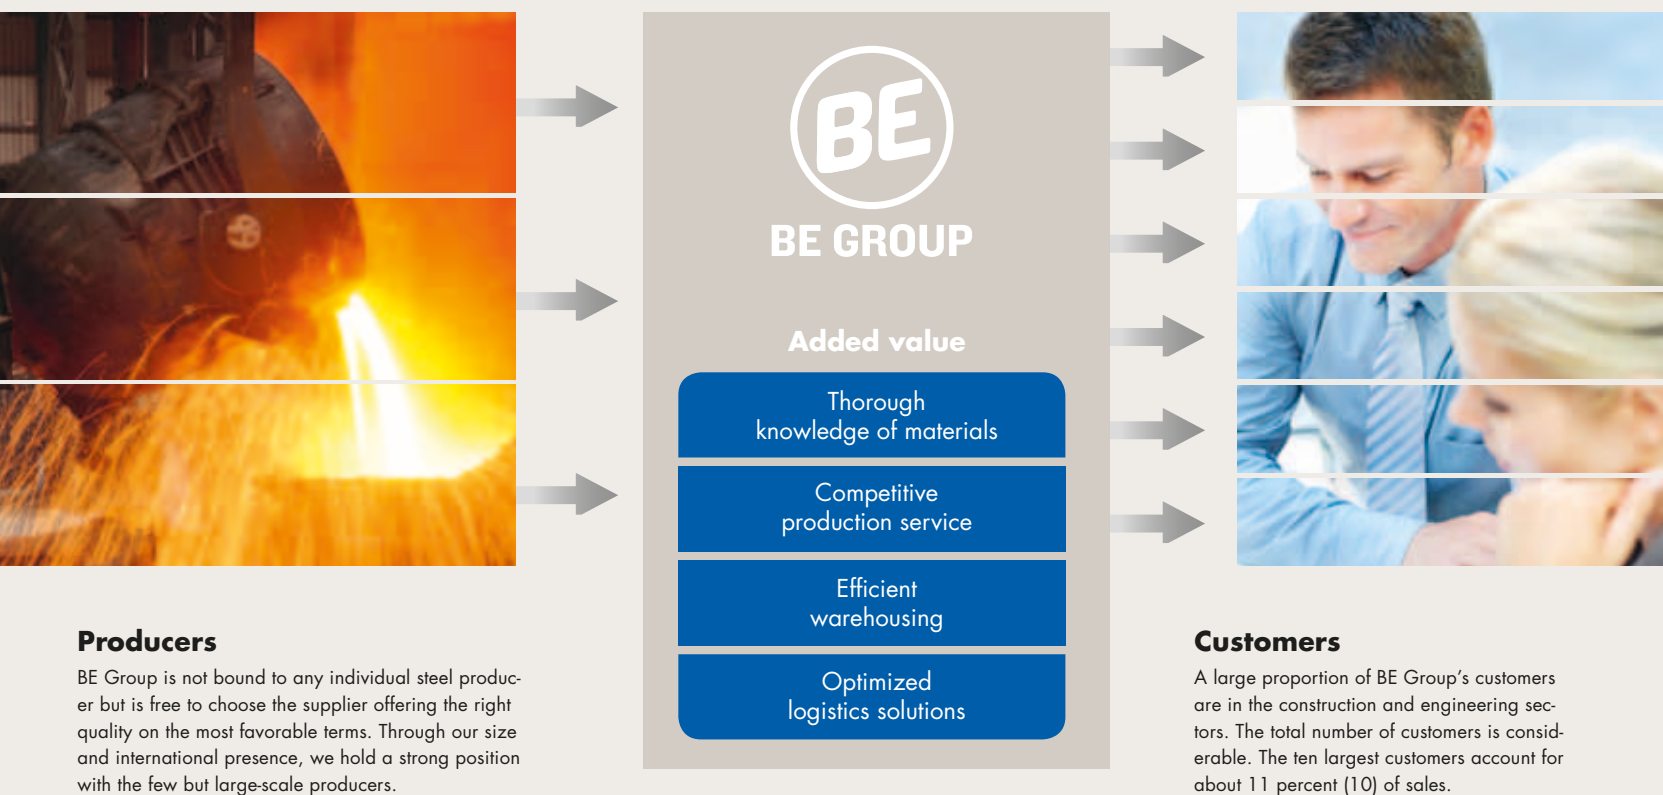 BE
BE GROUP
Added value
Thorough
knowledge of materials
Competitive
production service
Efficient
warehousing
Optimized
logistics solutions
Producers
BE Group is not bound to any individual steel produc-
er but is free to choose the supplier offering the right
quality on the most favorable terms. Through our size
and international presence, we hold a strong position
with the few but large-scale producers.
Customers
A large proportion of BE Group’s customers
are in the construction and engineering sec-
tors. The total number of customers is consid-
erable. The ten largest customers account for
about 11 percent (10) of sales.